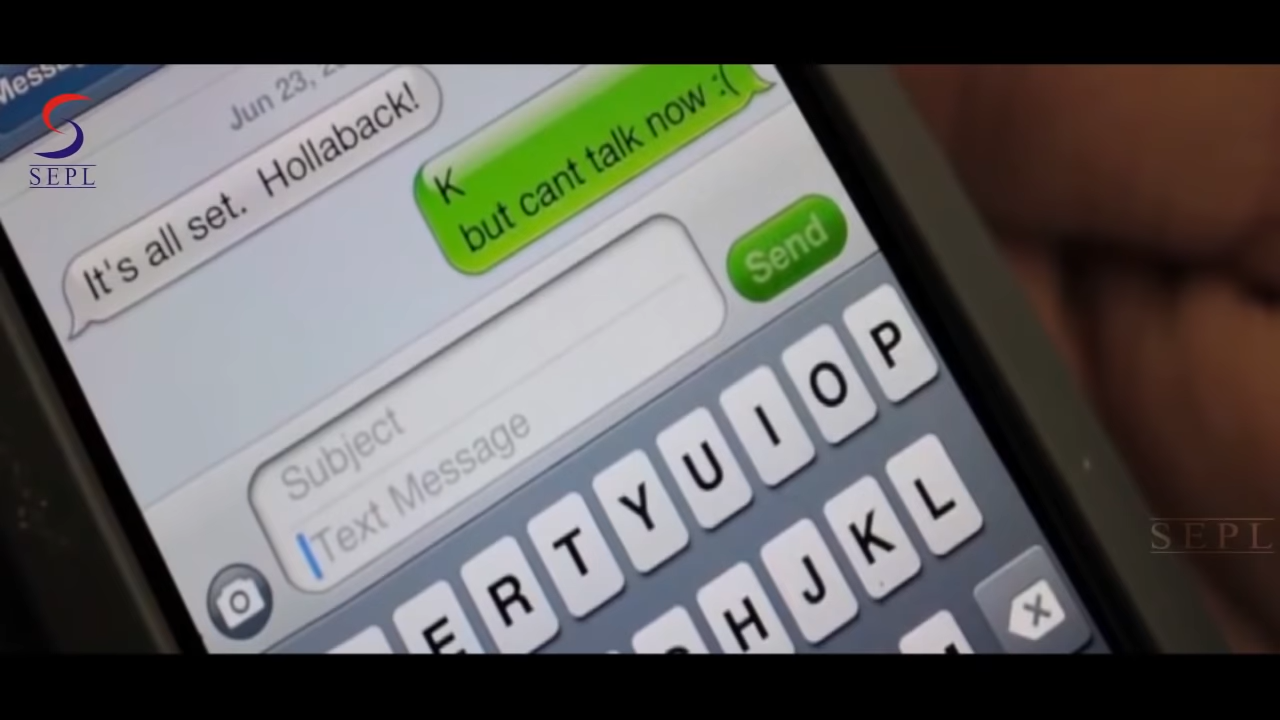 Jun 23,
It's all set.  Hollaback!
K
but cant talk now :(
Send
Subject
Text Message
E R T Y U I O P
H J K L
SEPL
SEPL